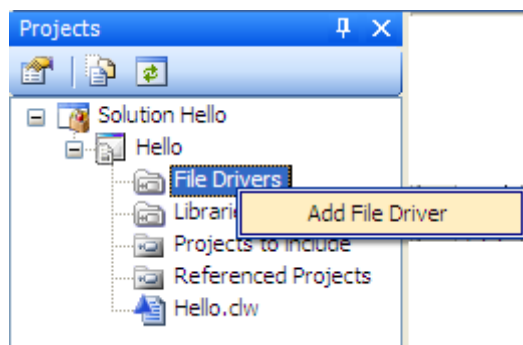 Projects
Solution Hello
Hello
File Drivers
Add File Driver
Projects to include
Referenced Projects
Hello.clw